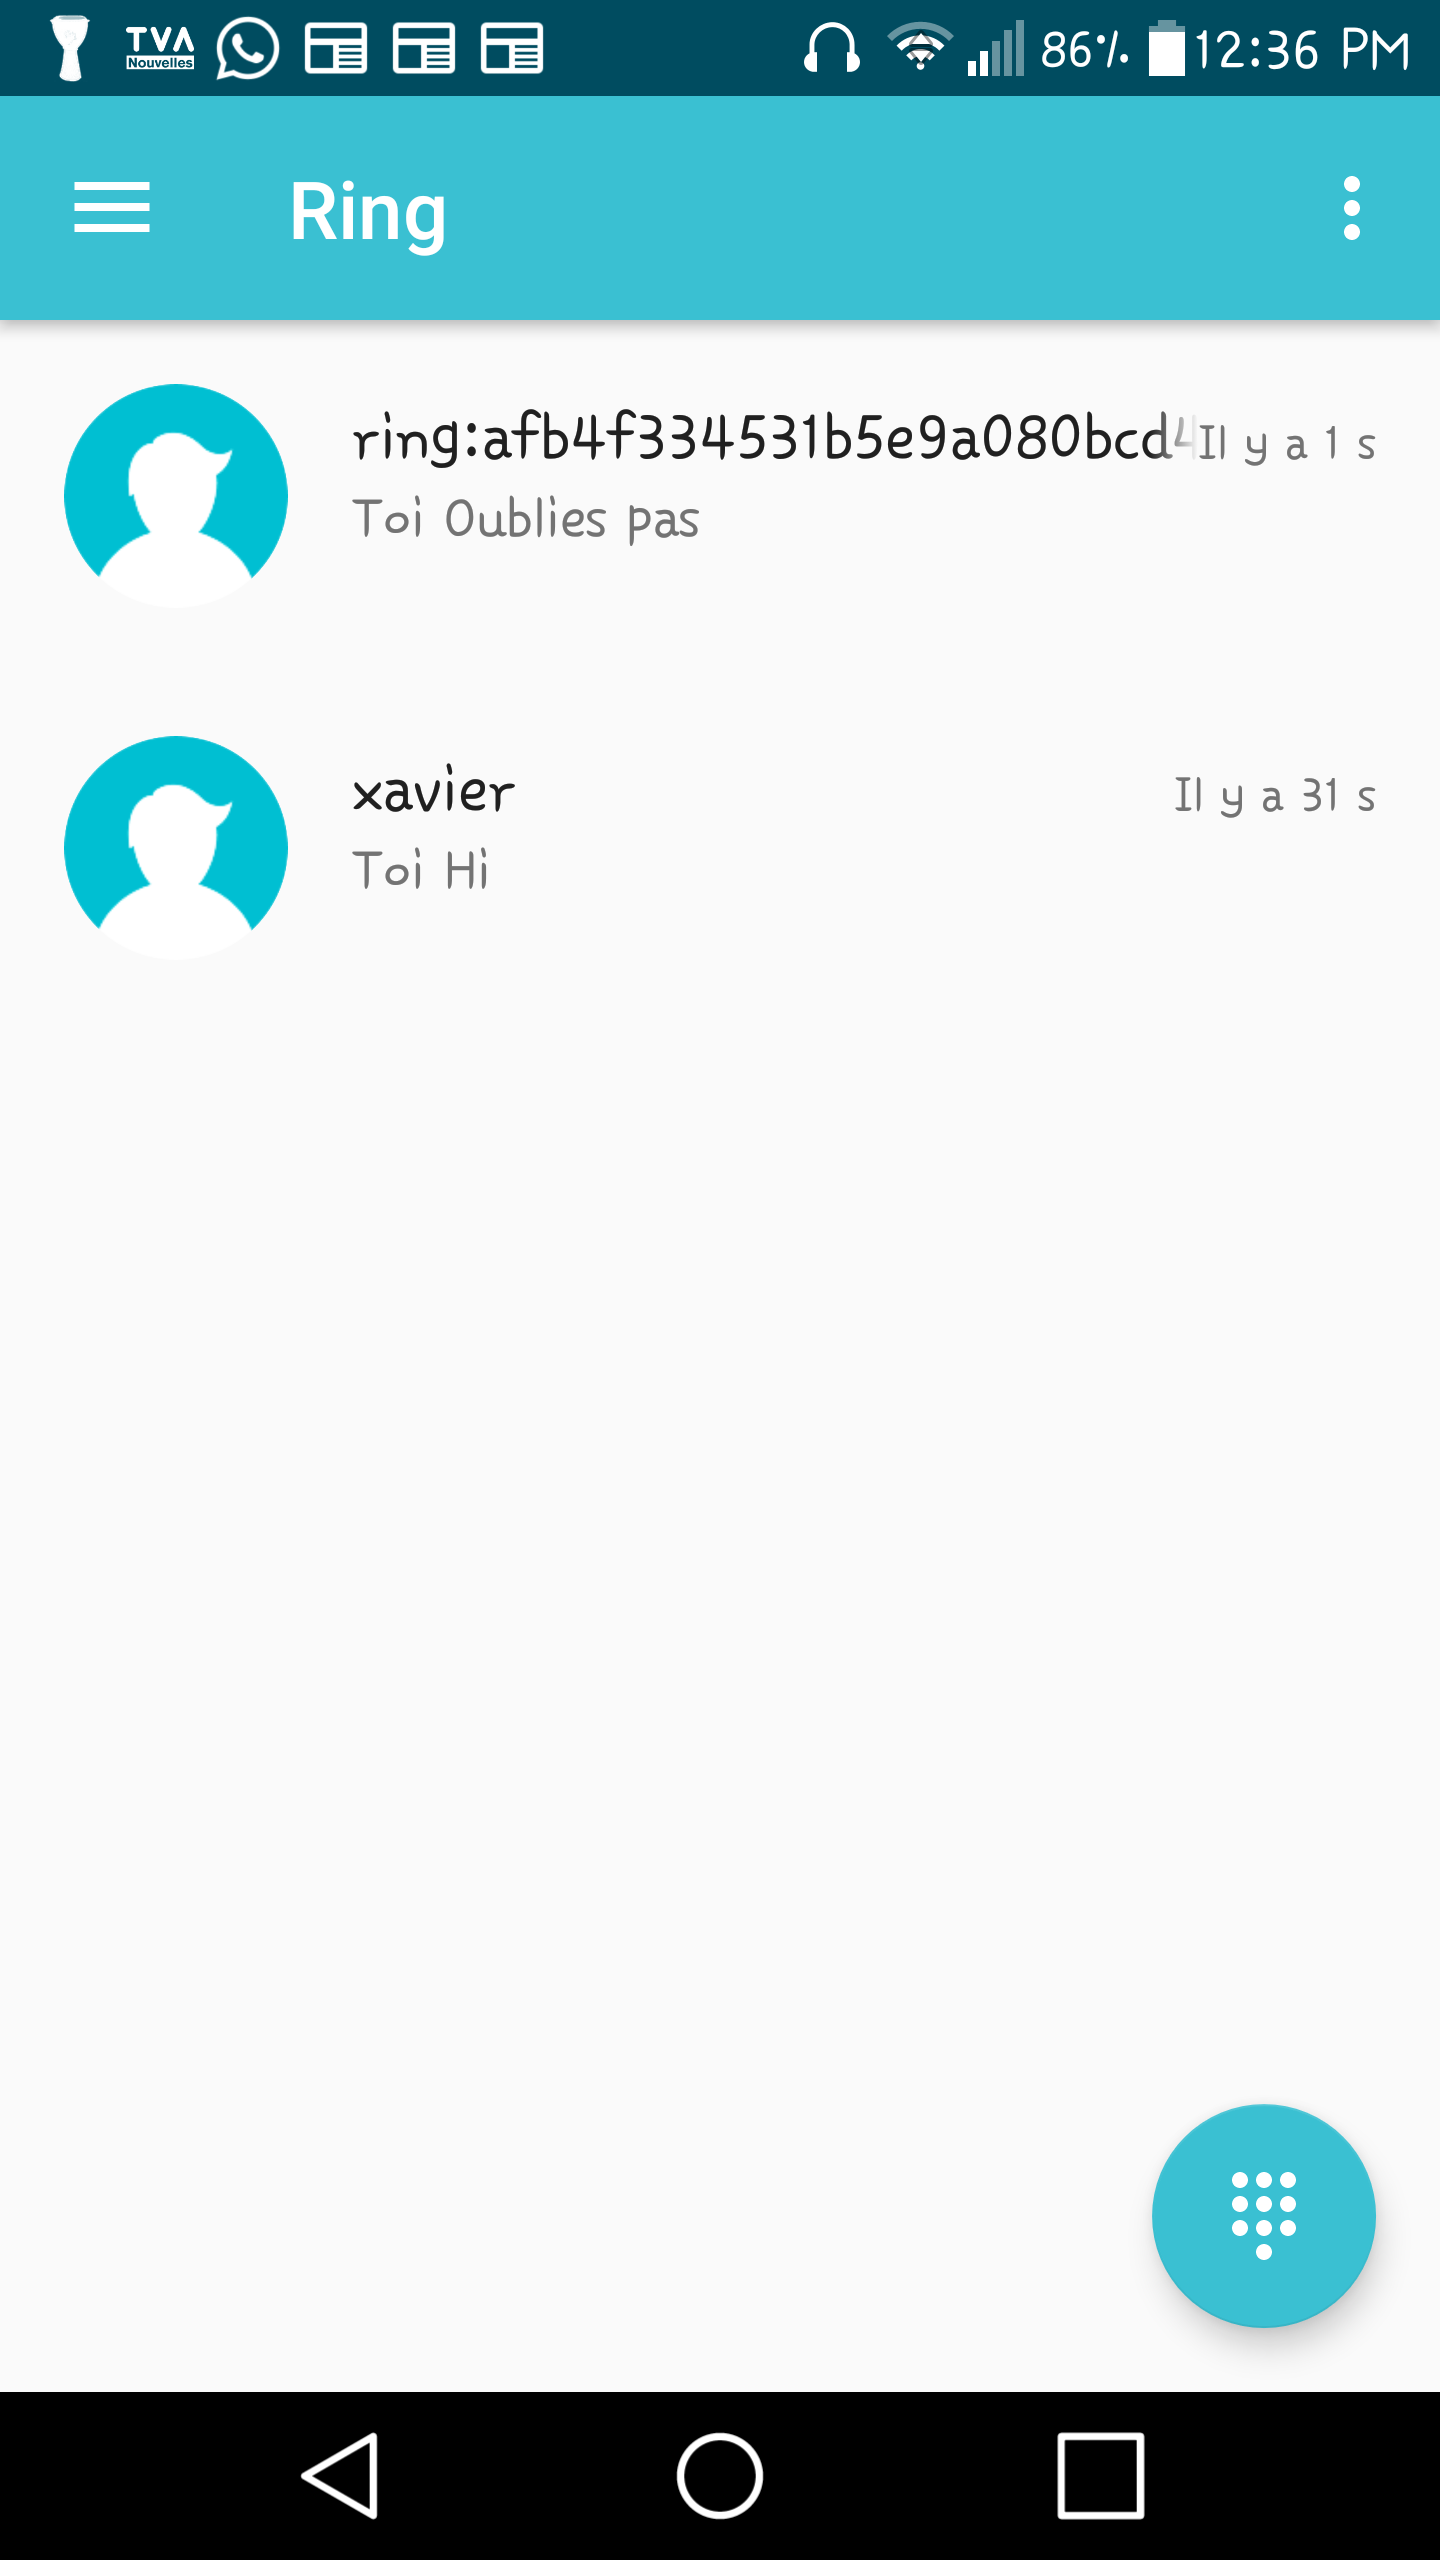 TVA Nouvelles 86% 12:36 PM
Ring
ring:afb4f334531b5e9a080bcd4 Il y a 1 s
Toi Oublies pas
xavier Il y a 31 s
Toi Hi